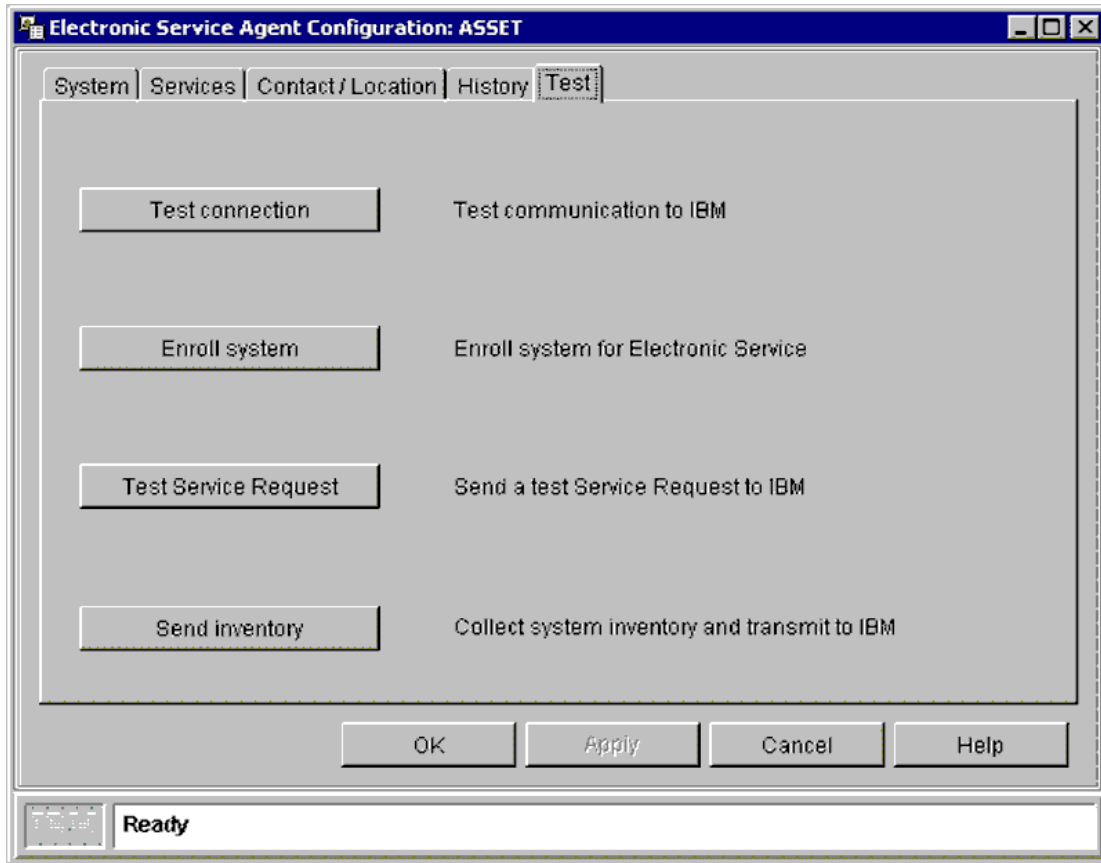 Electronic Service Agent Configuration: ASSET
System Services Contact / Location History Test
Test connection Test communication to IBM
Enroll system Enroll system for Electronic Service
Test Service Request Send a test Service Request to IBM
Send inventory Collect system inventory and transmit to IBM
OK Apply Cancel Help
Ready